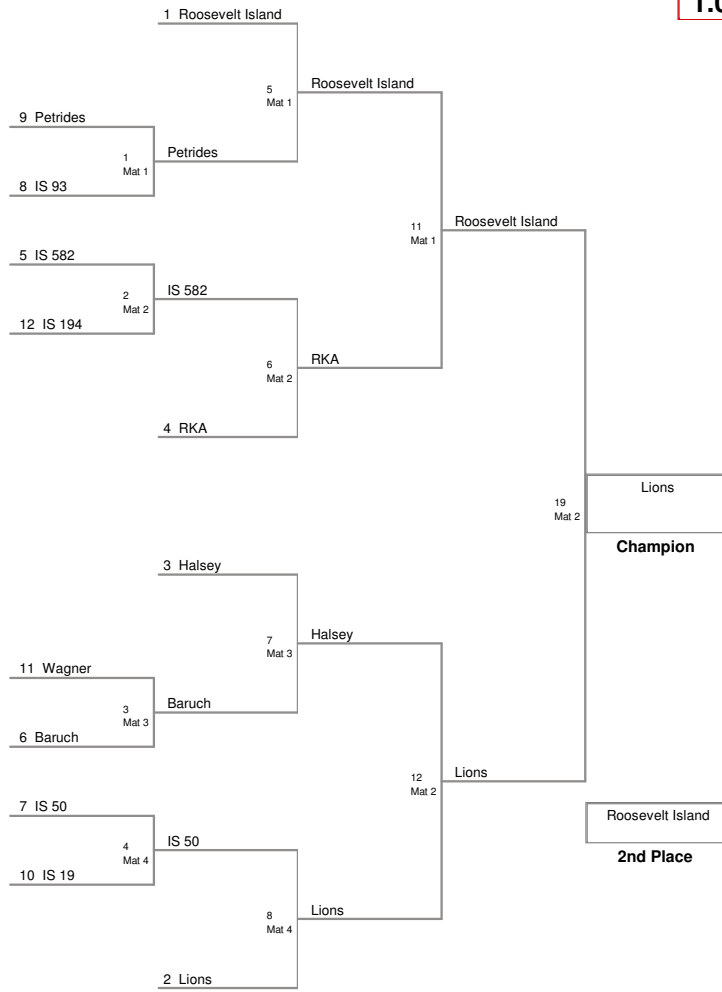 1.0
1 Roosevelt Island
5
Mat 1
Roosevelt Island
9 Petrides
1
Mat 1
Petrides
8 IS 93
11
Mat 1
Roosevelt Island
5 IS 582
2
Mat 2
IS 582
12 IS 194
6
Mat 2
RKA
4 RKA
19
Mat 2
Lions
Champion
3 Halsey
7
Mat 3
Halsey
11 Wagner
3
Mat 3
Baruch
6 Baruch
12
Mat 2
Lions
7 IS 50
4
Mat 4
IS 50
10 IS 19
Roosevelt Island
2nd Place
8
Mat 4
Lions
2 Lions